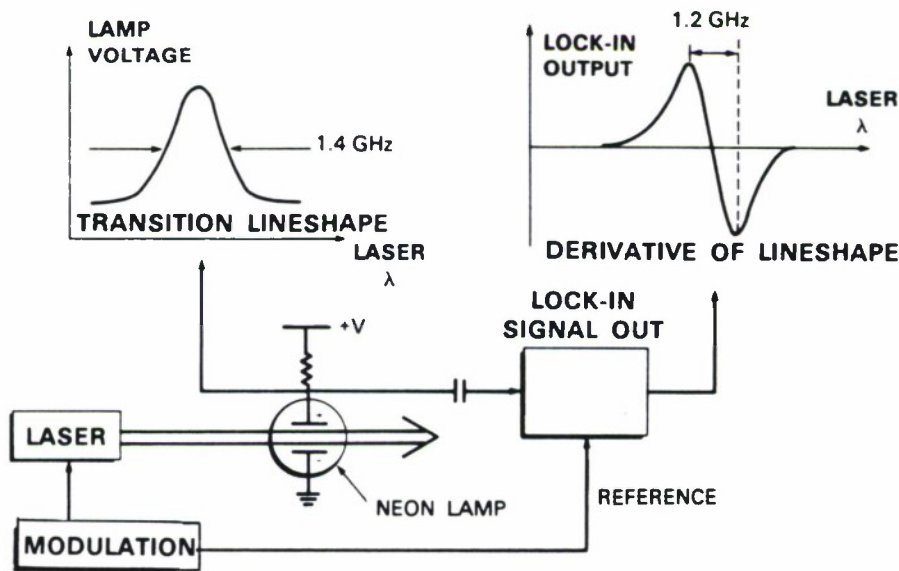 LAMP
VOLTAGE
1.4 GHz
TRANSITION LINESHAPE
LASER
λ
1.2 GHz
LOCK-IN
OUTPUT
LASER
λ
DERIVATIVE OF LINESHAPE
LOCK-IN
SIGNAL OUT
+V
+
-
LASER
NEON LAMP
REFERENCE
MODULATION